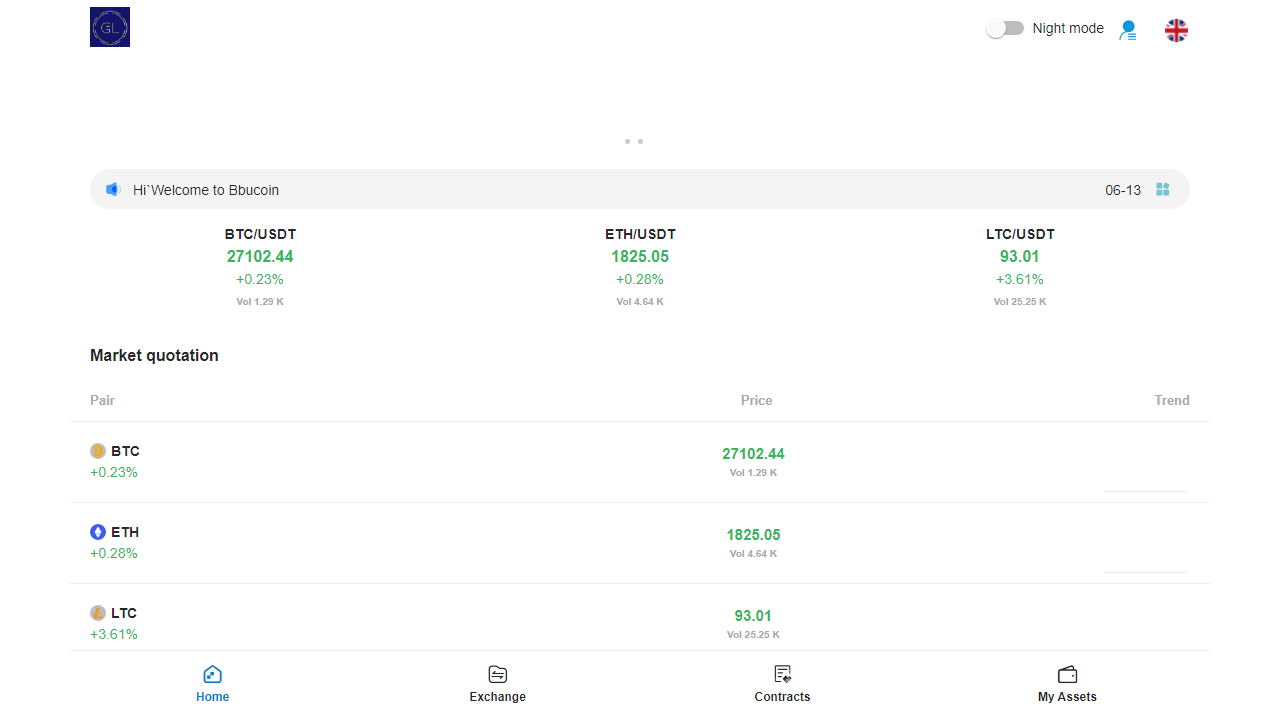 GL
Night mode
Hi`Welcome to Bbucoin
06-13
BTC/USDT
27102.44
+0.23%
Vol 1.29 K
ETH/USDT
1825.05
+0.28%
Vol 4.64 K
LTC/USDT
93.01
+3.61%
Vol 25.25 K
Market quotation
Pair
Price
Trend
BTC
+0.23%
27102.44
Vol 1.29 K
ETH
+0.28%
1825.05
Vol 4.64 K
LTC
+3.61%
93.01
Vol 25.25 K
Home
Exchange
Contracts
My Assets